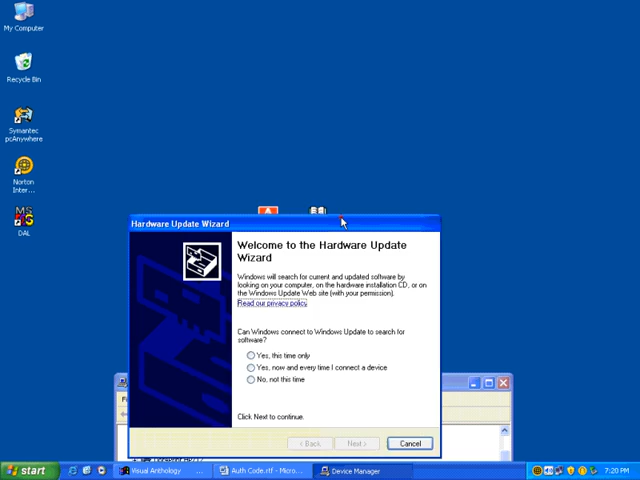 My Computer
Recycle Bin
Symantec
pcAnywhere
Norton
Inter...
DAL
Hardware Update Wizard
Welcome to the Hardware Update
Wizard
Windows will search for current and updated software by
looking on your computer, on the hardware installation CD, or on
the Windows Update Web site (with your permission).
Read our privacy policy
Can Windows connect to Windows Update to search for
software?
Yes, this time only
Yes, now and every time I connect a device
No, not this time
Click Next to continue.
< Back
Next >
Cancel
start
Visual Anthology ...
Auth Code.rtf - Micro...
Device Manager
7:20 PM